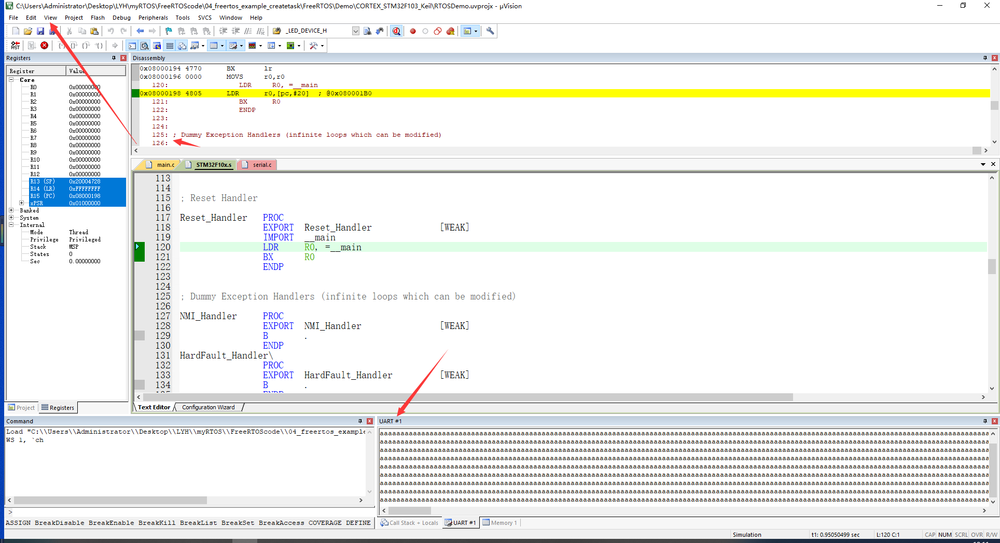 C:\Users\Administrator\Desktop\LYH\myRTOS\FreeRTOScode\04_freertos_example_createtask\FreeRTOS\Demo\CORTEX_STM32F103_Keil\RTOSDemo.uvprojx - µVision
File Edit View Project Flash Debug Peripherals Tools SVCS Window Help
_LED_DEVICE_H
RST
Registers
Register Value
Core
R0 0x00000000
R1 0x00000000
R2 0x00000000
R3 0x00000000
R4 0x00000000
R5 0x00000000
R6 0x00000000
R7 0x00000000
R8 0x00000000
R9 0x00000000
R10 0x00000000
R11 0x00000000
R12 0x00000000
R13 (SP) 0x20004728
R14 (LR) 0xFFFFFFFF
R15 (PC) 0x08000198
xPSR 0x01000000
Banked
System
Internal
Mode Thread
Privilege Privileged
Stack MSP
States 0
Sec 0.00000000
Project Registers
Disassembly
0x08000194 4770 BX lr
0x08000196 0000 MOVS r0,r0
120: LDR R0, =__main
0x08000198 4805 LDR r0,[pc,#20] ; @0x080001B0
121: BX R0
122: ENDP
123:
124:
125: ; Dummy Exception Handlers (infinite loops which can be modified)
126:
main.c STM32F10x.s serial.c
113
114
115 ; Reset Handler
116
117 Reset_Handler PROC
118 EXPORT Reset_Handler [WEAK]
119 IMPORT __main
120 LDR R0, =__main
121 BX R0
122 ENDP
123
124
125 ; Dummy Exception Handlers (infinite loops which can be modified)
126
127 NMI_Handler PROC
128 EXPORT NMI_Handler [WEAK]
129 B .
130 ENDP
131 HardFault_Handler\
132 PROC
133 EXPORT HardFault_Handler [WEAK]
134 B .
135 ENDP
Text Editor Configuration Wizard
Command
Load "C:\\Users\\Administrator\\Desktop\\LYH\\myRTOS\\FreeRTOScode\\04_freertos_example
WS 1, `ch
>
ASSIGN BreakDisable BreakEnable BreakKill BreakList BreakSet BreakAccess COVERAGE DEFINE
UART #1
Call Stack + Locals UART #1 Memory 1
Simulation t1: 0.95050499 sec L:120 C:1 CAP NUM SCRL OVR R/W